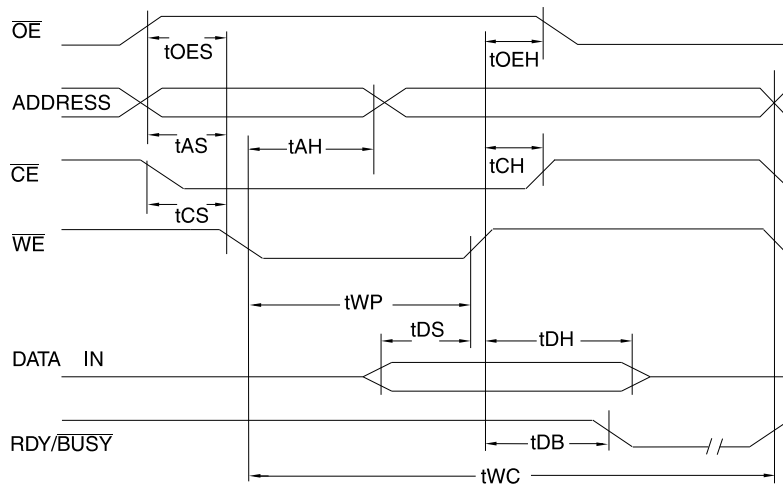 OE
tOES
tOEH
ADDRESS
tAS
tAH
tCH
CE
tCS
WE
tWP
tDS
tDH
DATA IN
RDY/BUSY
tDB
tWC